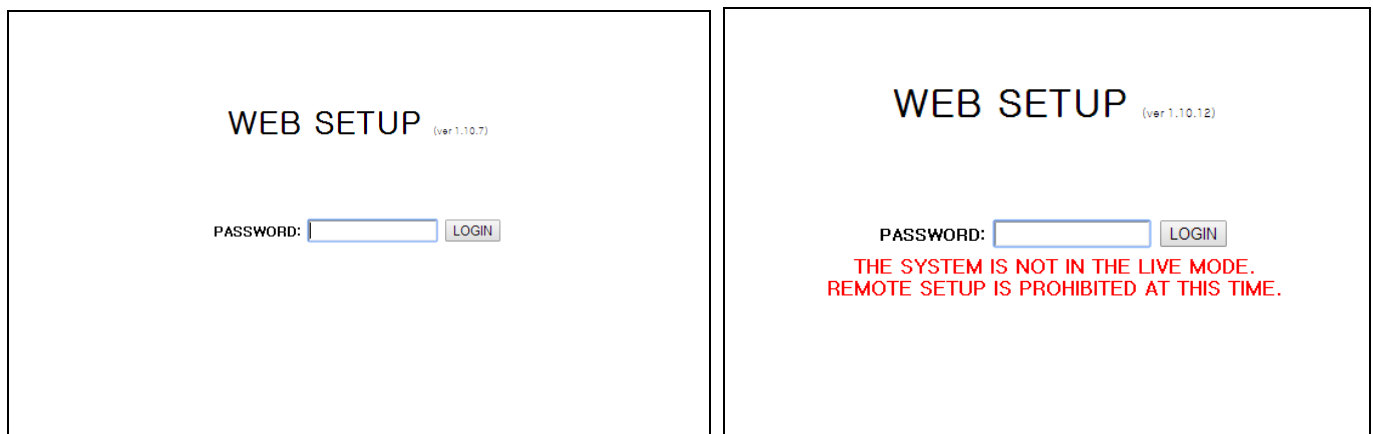 WEB SETUP (ver 1.10.7)
PASSWORD: LOGIN
WEB SETUP (ver 1.10.12)
PASSWORD: LOGIN
THE SYSTEM IS NOT IN THE LIVE MODE.
REMOTE SETUP IS PROHIBITED AT THIS TIME.